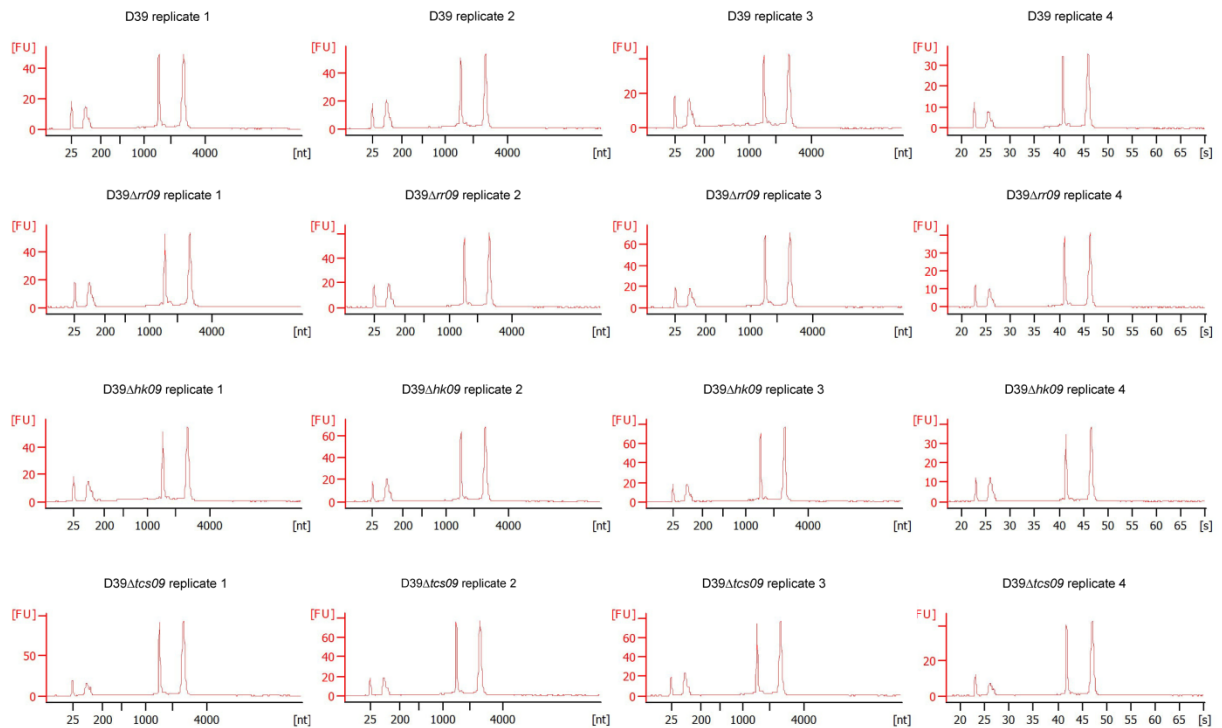 D39 replicate 1 D39 replicate 2 D39 replicate 3 D39 replicate 4
[FU] [FU] [FU] [FU]
40 40 40 30
20 20 20 20
10
0 0 0 0
25 200 1000 4000 [nt] 25 200 1000 4000 [nt] 25 200 1000 4000 [nt] 20 25 30 35 40 45 50 55 60 65 [s]
D39Δrr09 replicate 1 D39Δrr09 replicate 2 D39Δrr09 replicate 3 D39Δrr09 replicate 4
[FU] [FU] [FU] [FU]
40 40 60 30
20 20 40 20
20 10
0 0 0 0
25 200 1000 4000 [nt] 25 200 1000 4000 [nt] 25 200 1000 4000 [nt] 20 25 30 35 40 45 50 55 60 65 [s]
D39Δhk09 replicate 1 D39Δhk09 replicate 2 D39Δhk09 replicate 3 D39Δhk09 replicate 4
[FU] [FU] [FU] [FU]
40 60 60 30
20 40 40 20
20 20 10
0 0 0 0
25 200 1000 4000 [nt] 25 200 1000 4000 [nt] 25 200 1000 4000 [nt] 20 25 30 35 40 45 50 55 60 65 [s]
D39Δtcs09 replicate 1 D39Δtcs09 replicate 2 D39Δtcs09 replicate 3 D39Δtcs09 replicate 4
[FU] [FU] [FU] [FU]
50 60 60 20
40 40
20 20
0 0 0 0
25 200 1000 4000 [nt] 25 200 1000 4000 [nt] 25 200 1000 4000 [nt] 20 25 30 35 40 45 50 55 60 65 [s]